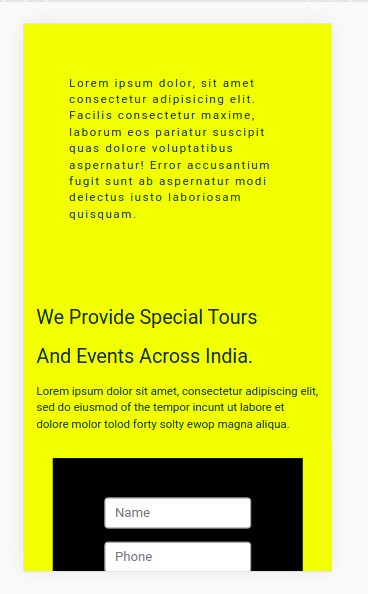 Lorem ipsum dolor, sit amet
consectetur adipisicing elit.
Facilis consectetur maxime,
laborum eos pariatur suscipit
quas dolore voluptatibus
aspernatur! Error accusantium
fugit sunt ab aspernatur modi
delectus iusto laboriosam
quisquam.
We Provide Special Tours
And Events Across India.
Lorem ipsum dolor sit amet, consectetur adipiscing elit,
sed do eiusmod of the tempor incunt ut labore et
dolore molor tolod forty solty ewop magna aliqua.
Name
Phone